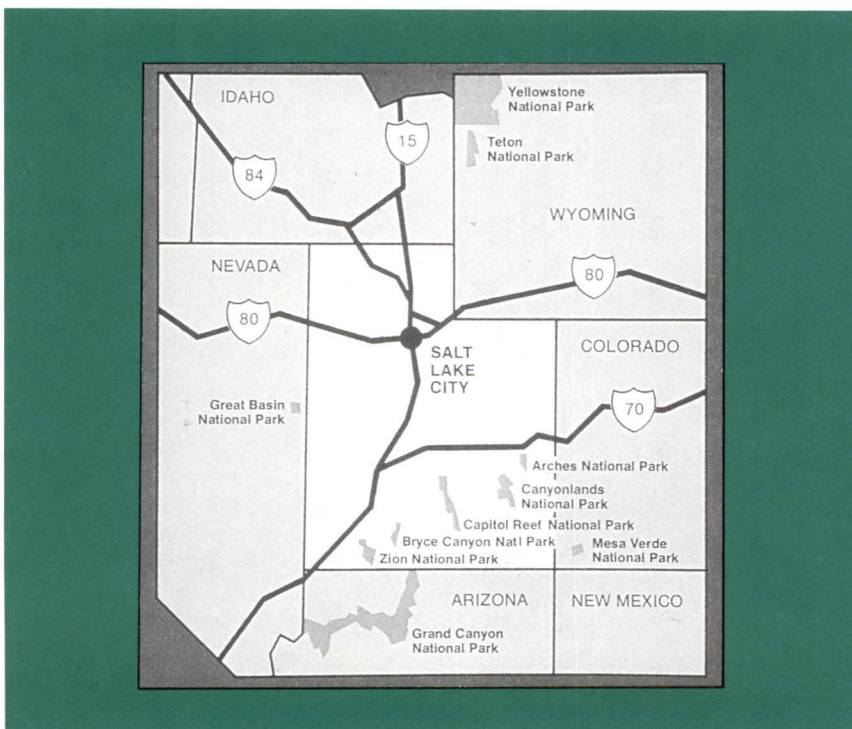 IDAHO
Yellowstone
National Park
15
Teton
National Park
84
WYOMING
NEVADA
80
80
SALT
LAKE
CITY
COLORADO
Great Basin
National Park
70
Arches National Park
Canyonlands
National Park
Capitol Reef National Park
Bryce Canyon Natl Park
Mesa Verde
National Park
Zion National Park
ARIZONA
NEW MEXICO
Grand Canyon
National Park